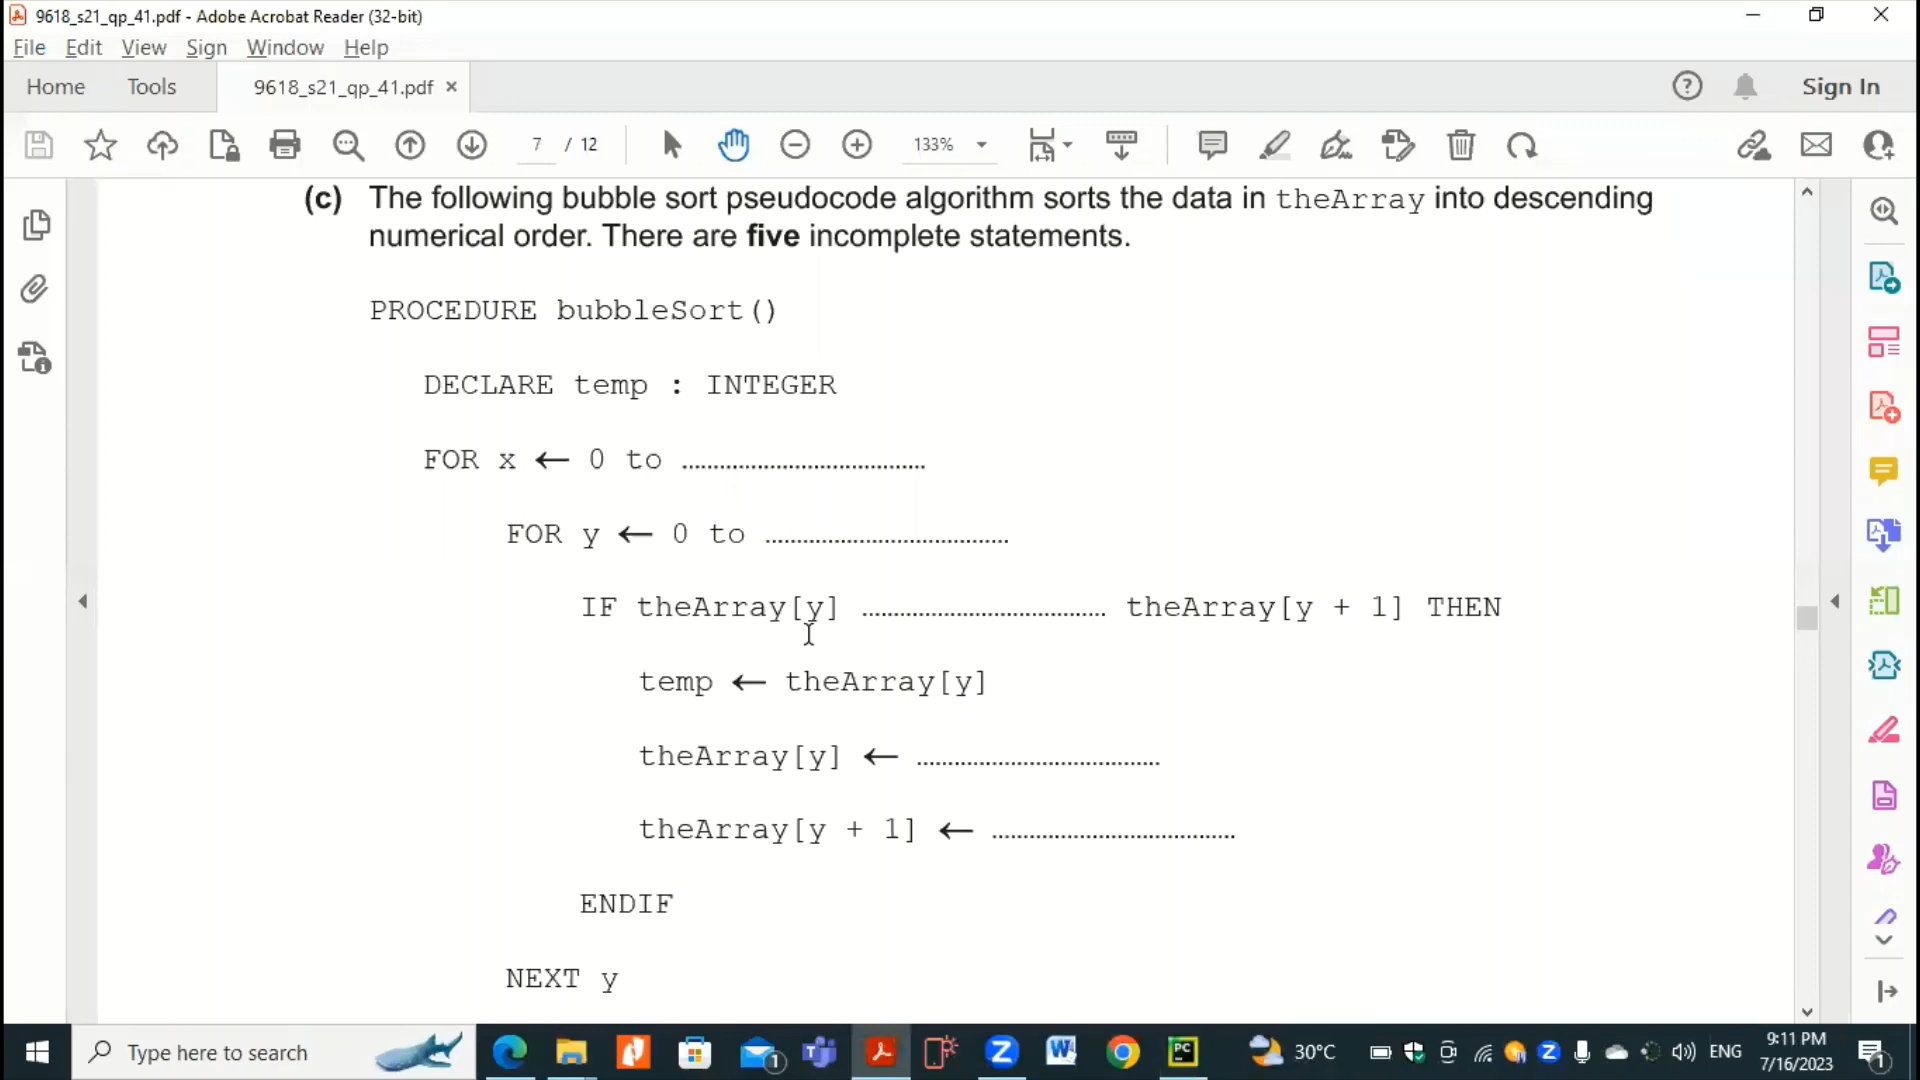 9618_s21_qp_41.pdf - Adobe Acrobat Reader (32-bit)
File Edit View Sign Window Help
Home Tools 9618_s21_qp_41.pdf × Sign In
7 / 12 133%
(c) The following bubble sort pseudocode algorithm sorts the data in theArray into descending
numerical order. There are five incomplete statements.
PROCEDURE bubbleSort()
DECLARE temp : INTEGER
FOR x ← 0 to .......................................
FOR y ← 0 to .......................................
IF theArray[y] ....................................... theArray[y + 1] THEN
temp ← theArray[y]
theArray[y] ← .......................................
theArray[y + 1] ← .......................................
ENDIF
NEXT y
Type here to search 30°C ENG 9:11 PM
7/16/2023